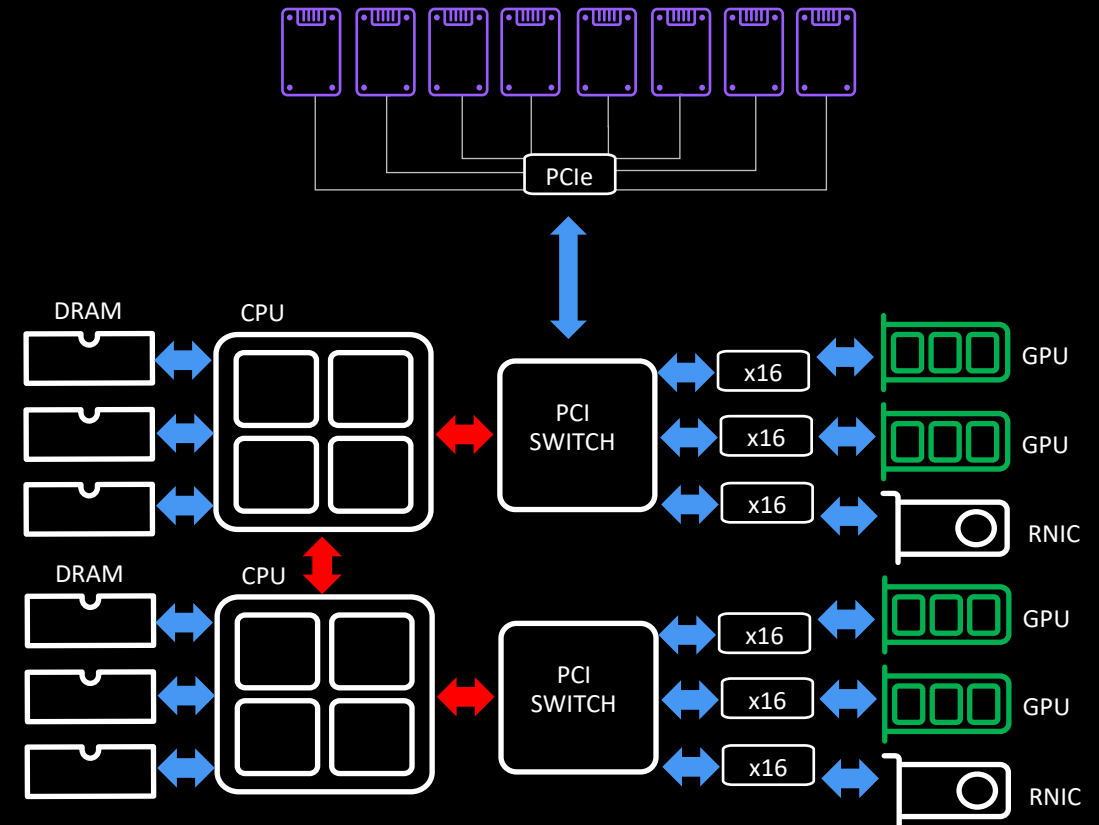 PCIe
DRAM
CPU
x16
GPU
PCI
SWITCH
x16
GPU
x16
RNIC
DRAM
CPU
x16
GPU
PCI
SWITCH
x16
GPU
x16
RNIC